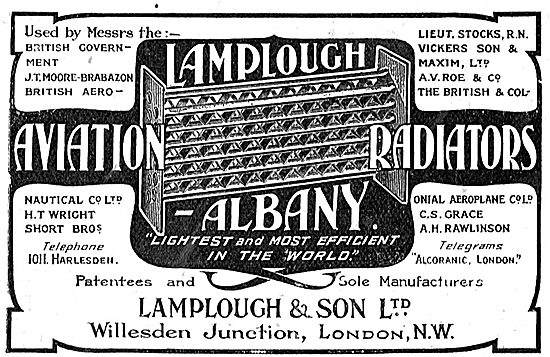 Used by Messrs the:-
BRITISH GOVERN-
MENT
J.T. MOORE-BRABAZON
BRITISH AERO-
NAUTICAL Cº LTD
H.T WRIGHT
SHORT BROS
Telephone
1011. HARLESDEN.
LAMPLOUGH
AVIATION RADIATORS
-ALBANY.
"LIGHTEST and MOST EFFICIENT
IN THE WORLD."
LIEUT. STOCKS, R.N.
VICKERS SON &
MAXIM, LTD
A.V. ROE & Cº
THE BRITISH & COL-
ONIAL AEROPLANE Cº LD
C.S. GRACE
A.H. RAWLINSON
Telegrams
"ALCORANIC, LONDON."
Patentees and Sole Manufacturers
LAMPLOUGH & SON LTD
Willesden Junction, LONDON, N.W.